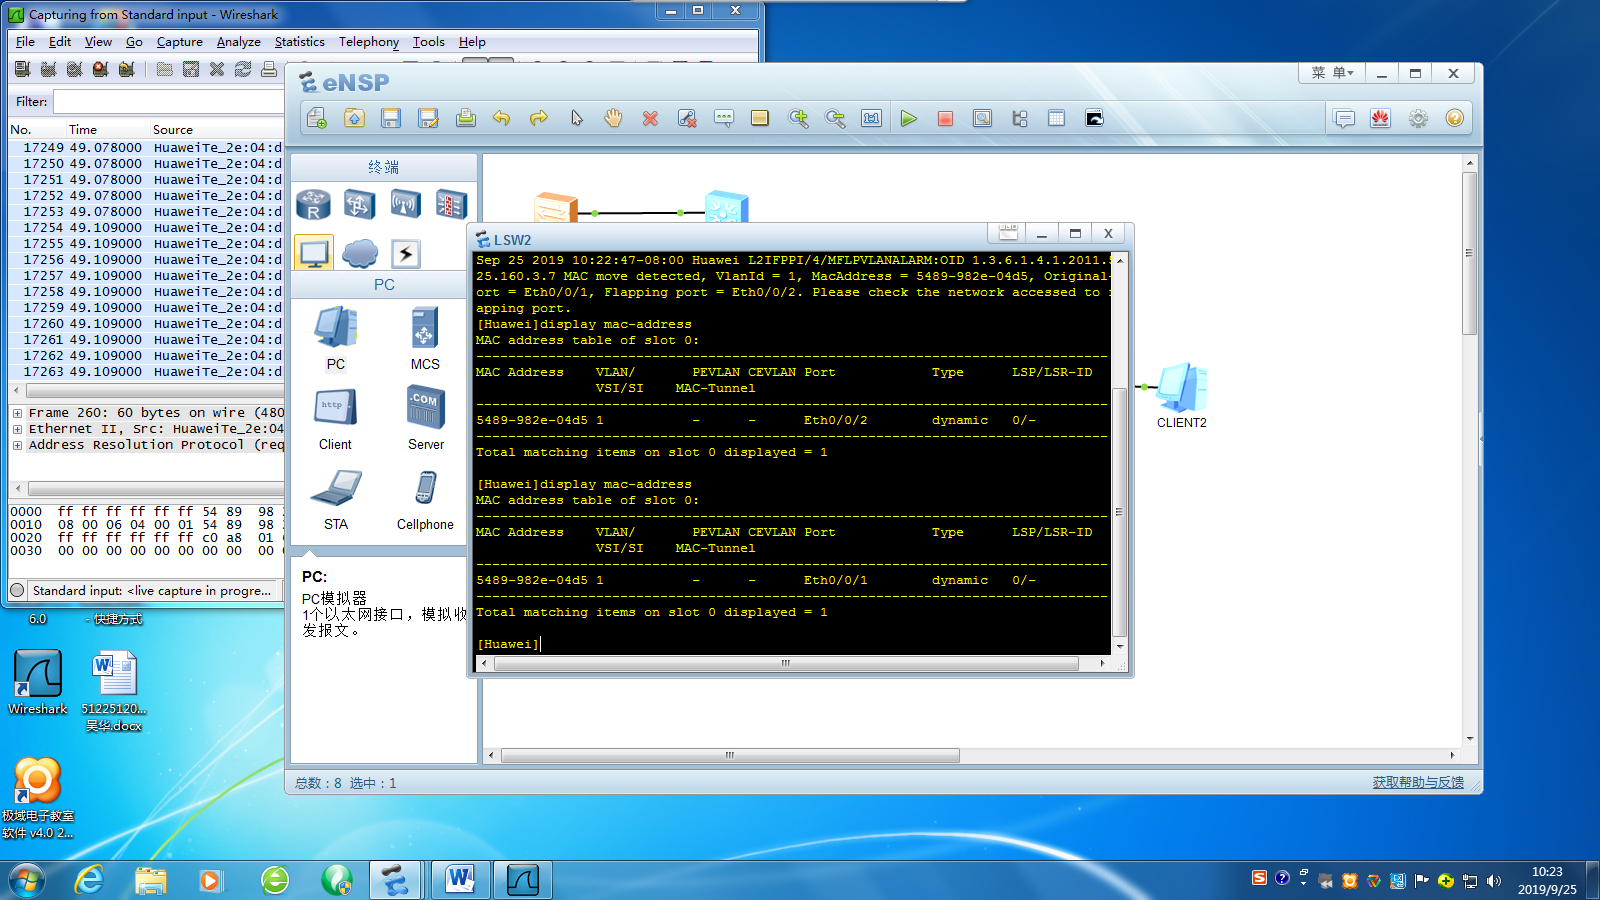 Capturing from Standard input - Wireshark
File Edit View Go Capture Analyze Statistics Telephony Tools Help
Filter:
No. Time Source
17249 49.078000 HuaweiTe_2e:04:d
17250 49.078000 HuaweiTe_2e:04:d
17251 49.078000 HuaweiTe_2e:04:d
17252 49.078000 HuaweiTe_2e:04:d
17253 49.078000 HuaweiTe_2e:04:d
17254 49.109000 HuaweiTe_2e:04:d
17255 49.109000 HuaweiTe_2e:04:d
17256 49.109000 HuaweiTe_2e:04:d
17257 49.109000 HuaweiTe_2e:04:d
17258 49.109000 HuaweiTe_2e:04:d
17259 49.109000 HuaweiTe_2e:04:d
17260 49.109000 HuaweiTe_2e:04:d
17261 49.109000 HuaweiTe_2e:04:d
17262 49.109000 HuaweiTe_2e:04:d
17263 49.109000 HuaweiTe_2e:04:d
Frame 260: 60 bytes on wire (480
Ethernet II, Src: HuaweiTe_2e:04
Address Resolution Protocol (req
0000 ff ff ff ff ff ff 54 89 98
0010 08 00 06 04 00 01 54 89 98
0020 ff ff ff ff ff ff c0 a8 01
0030 00 00 00 00 00 00 00 00 00
Standard input: <live capture in progre...
eNSP
菜 单
终端
R
PC
PC
MCS
http
.COM
Client
Server
STA
Cellphone
PC:
PC模拟器
1个以太网接口，模拟收
发报文。
总数：8 选中：1
获取帮助与反馈
CLIENT2
LSW2
Sep 25 2019 10:22:47-08:00 Huawei L2IFPPI/4/MFLPVLANALARM:OID 1.3.6.1.4.1.2011.5
25.160.3.7 MAC move detected, VlanId = 1, MacAddress = 5489-982e-04d5, Original-
ort = Eth0/0/1, Flapping port = Eth0/0/2. Please check the network accessed to
apping port.
[Huawei]display mac-address
MAC address table of slot 0:
-------------------------------------------------------------------------------
MAC Address VLAN/ PEVLAN CEVLAN Port Type LSP/LSR-ID
VSI/SI MAC-Tunnel
-------------------------------------------------------------------------------
5489-982e-04d5 1 - - Eth0/0/2 dynamic 0/-
-------------------------------------------------------------------------------
Total matching items on slot 0 displayed = 1
[Huawei]display mac-address
MAC address table of slot 0:
-------------------------------------------------------------------------------
MAC Address VLAN/ PEVLAN CEVLAN Port Type LSP/LSR-ID
VSI/SI MAC-Tunnel
-------------------------------------------------------------------------------
5489-982e-04d5 1 - - Eth0/0/1 dynamic 0/-
-------------------------------------------------------------------------------
Total matching items on slot 0 displayed = 1
[Huawei]
6.0
- 快捷方式
Wireshark
51225120...
吴华.docx
极域电子教室
软件 v4.0 2...
10:23
2019/9/25